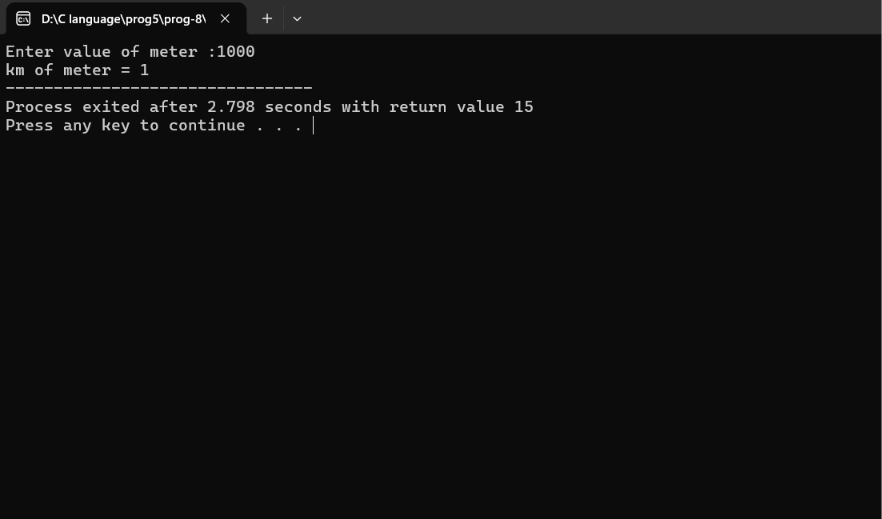 D:\C language\prog5\prog-8\
Enter value of meter :1000
km of meter = 1
--------------------------------
Process exited after 2.798 seconds with return value 15
Press any key to continue . . .